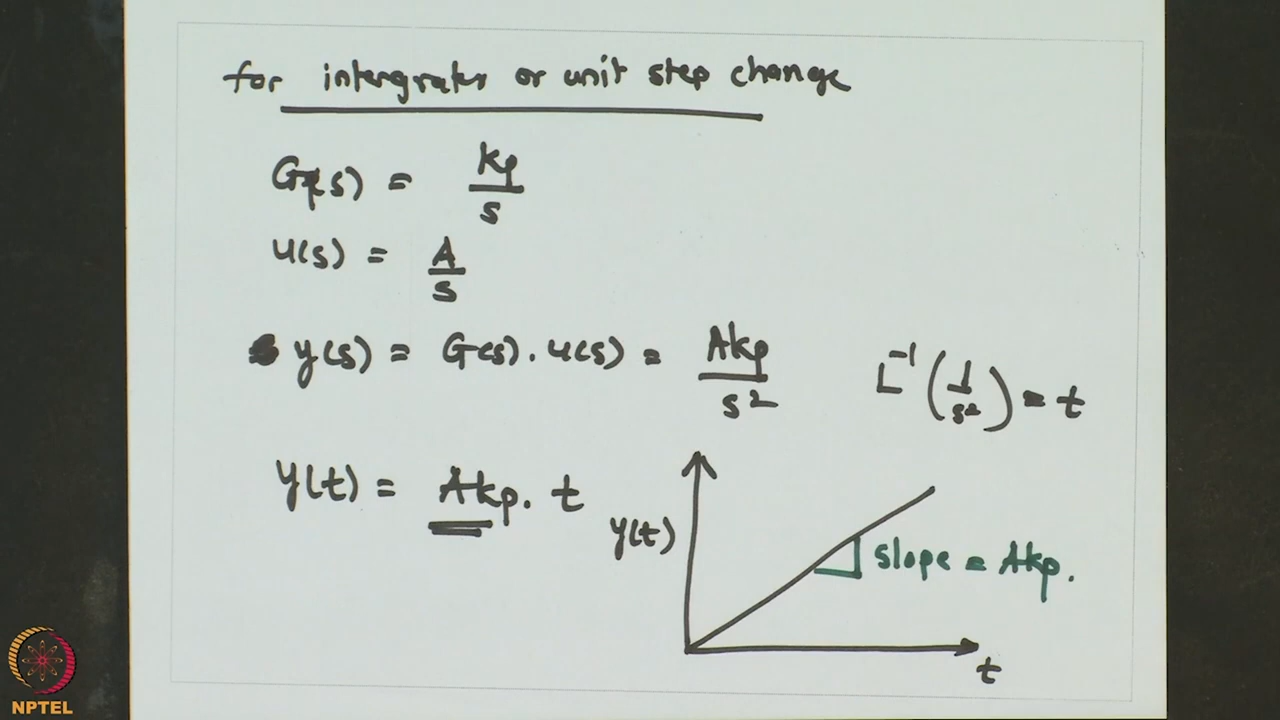 for intergrater or unit step change
G(s) = kp/s
u(s) = A/s
y(s) = G(s) . u(s) = Akp/s²
L⁻¹(1/s²) = t
y(t) = Akp. t
y(t)
slope = Akp.
t
NPTEL